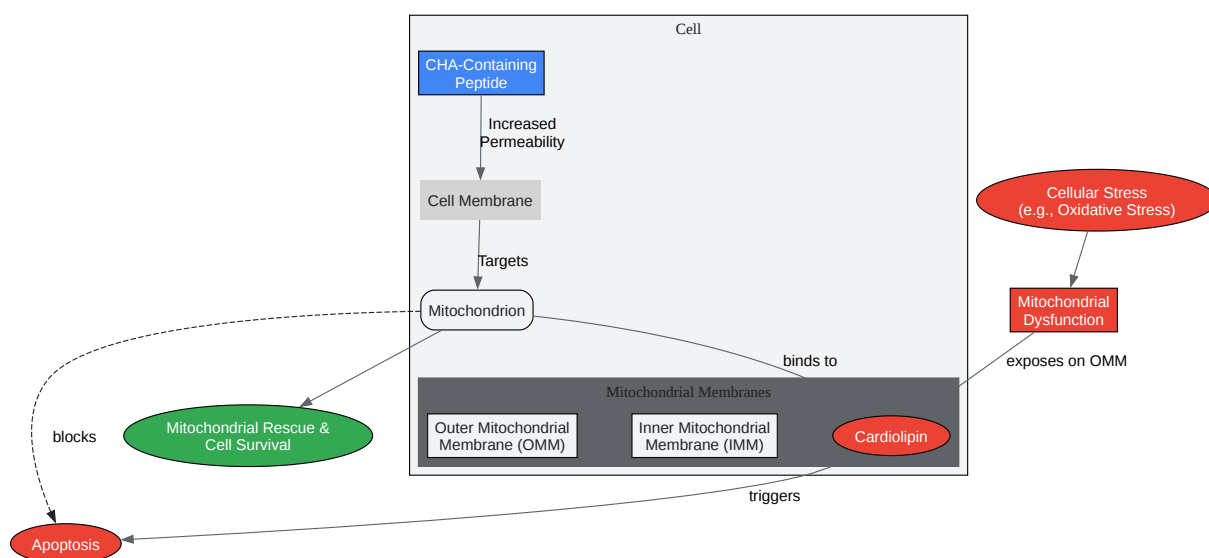 Cell
CHA-Containing
Peptide
Increased
Permeability
Cell Membrane
Cellular Stress
(e.g., Oxidative Stress)
Targets
Mitochondrion
Mitochondrial
Dysfunction
binds to
exposes on OMM
Mitochondrial Membranes
Mitochondrial Rescue &
Cell Survival
Outer Mitochondrial
Membrane (OMM)
Inner Mitochondrial
Membrane (IMM)
Cardiolipin
blocks
triggers
Apoptosis